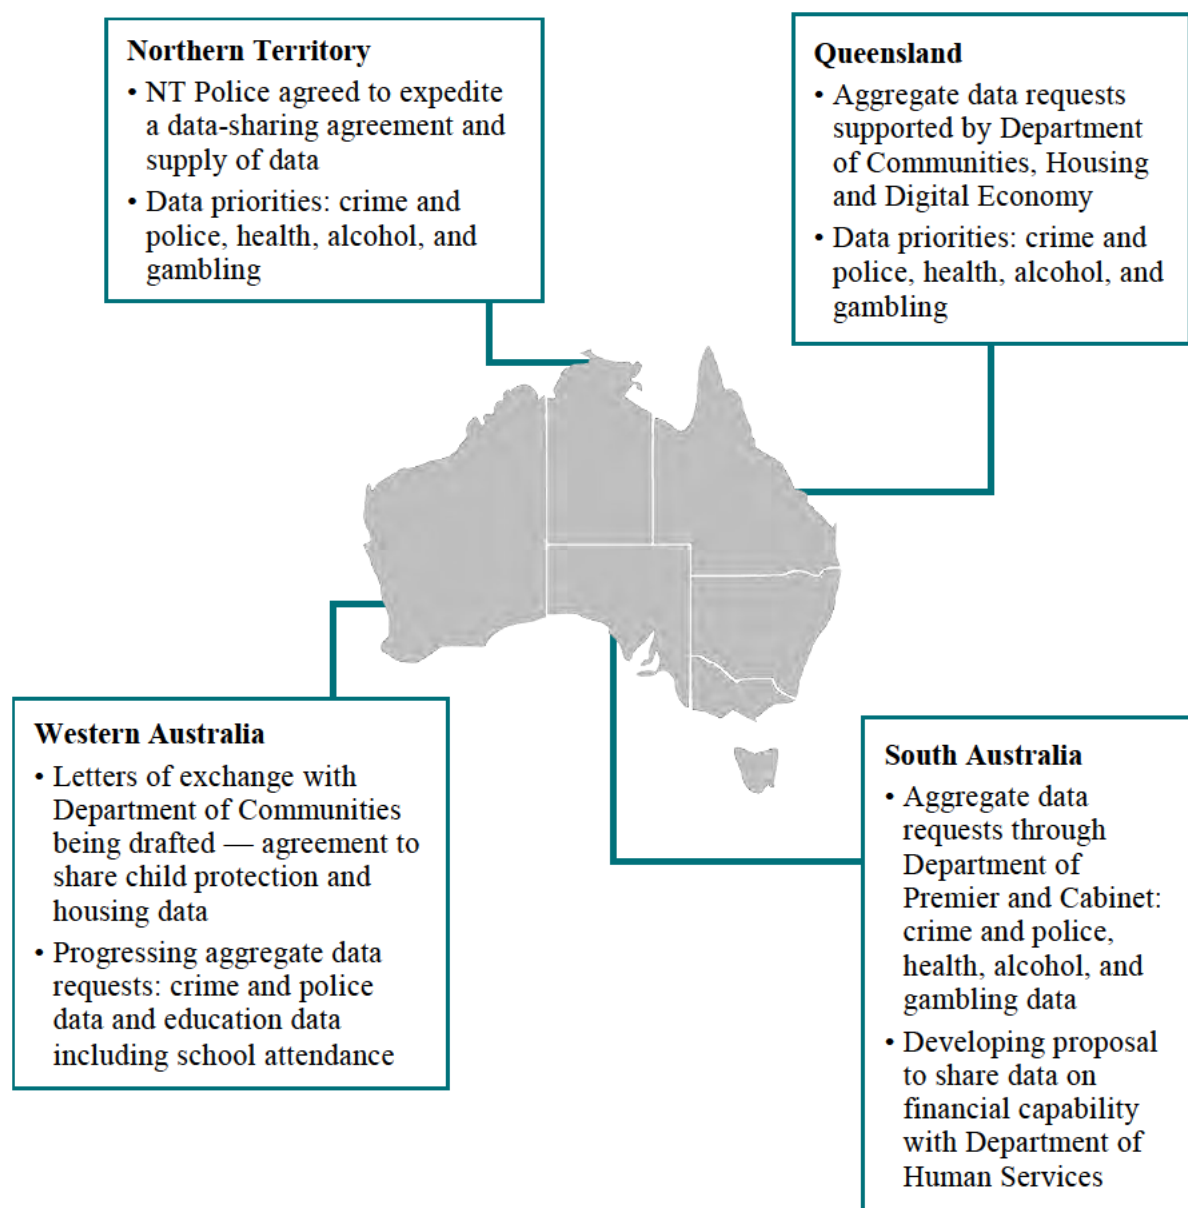 Northern Territory
• NT Police agreed to expedite
a data-sharing agreement and
supply of data
• Data priorities: crime and
police, health, alcohol, and
gambling
Queensland
• Aggregate data requests
supported by Department
of Communities, Housing
and Digital Economy
• Data priorities: crime and
police, health, alcohol, and
gambling
Western Australia
• Letters of exchange with
Department of Communities
being drafted — agreement to
share child protection and
housing data
• Progressing aggregate data
requests: crime and police
data and education data
including school attendance
South Australia
• Aggregate data
requests through
Department of
Premier and Cabinet:
crime and police,
health, alcohol, and
gambling data
• Developing proposal
to share data on
financial capability
with Department of
Human Services